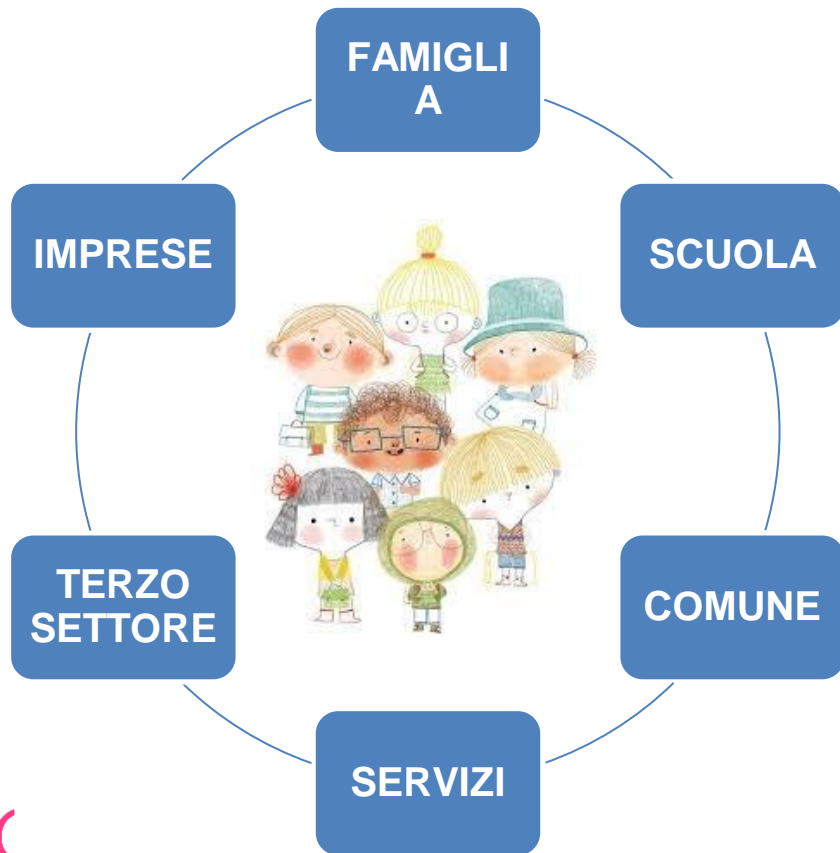 FAMIGLI
A
SCUOLA
COMUNE
SERVIZI
TERZO
SETTORE
IMPRESE